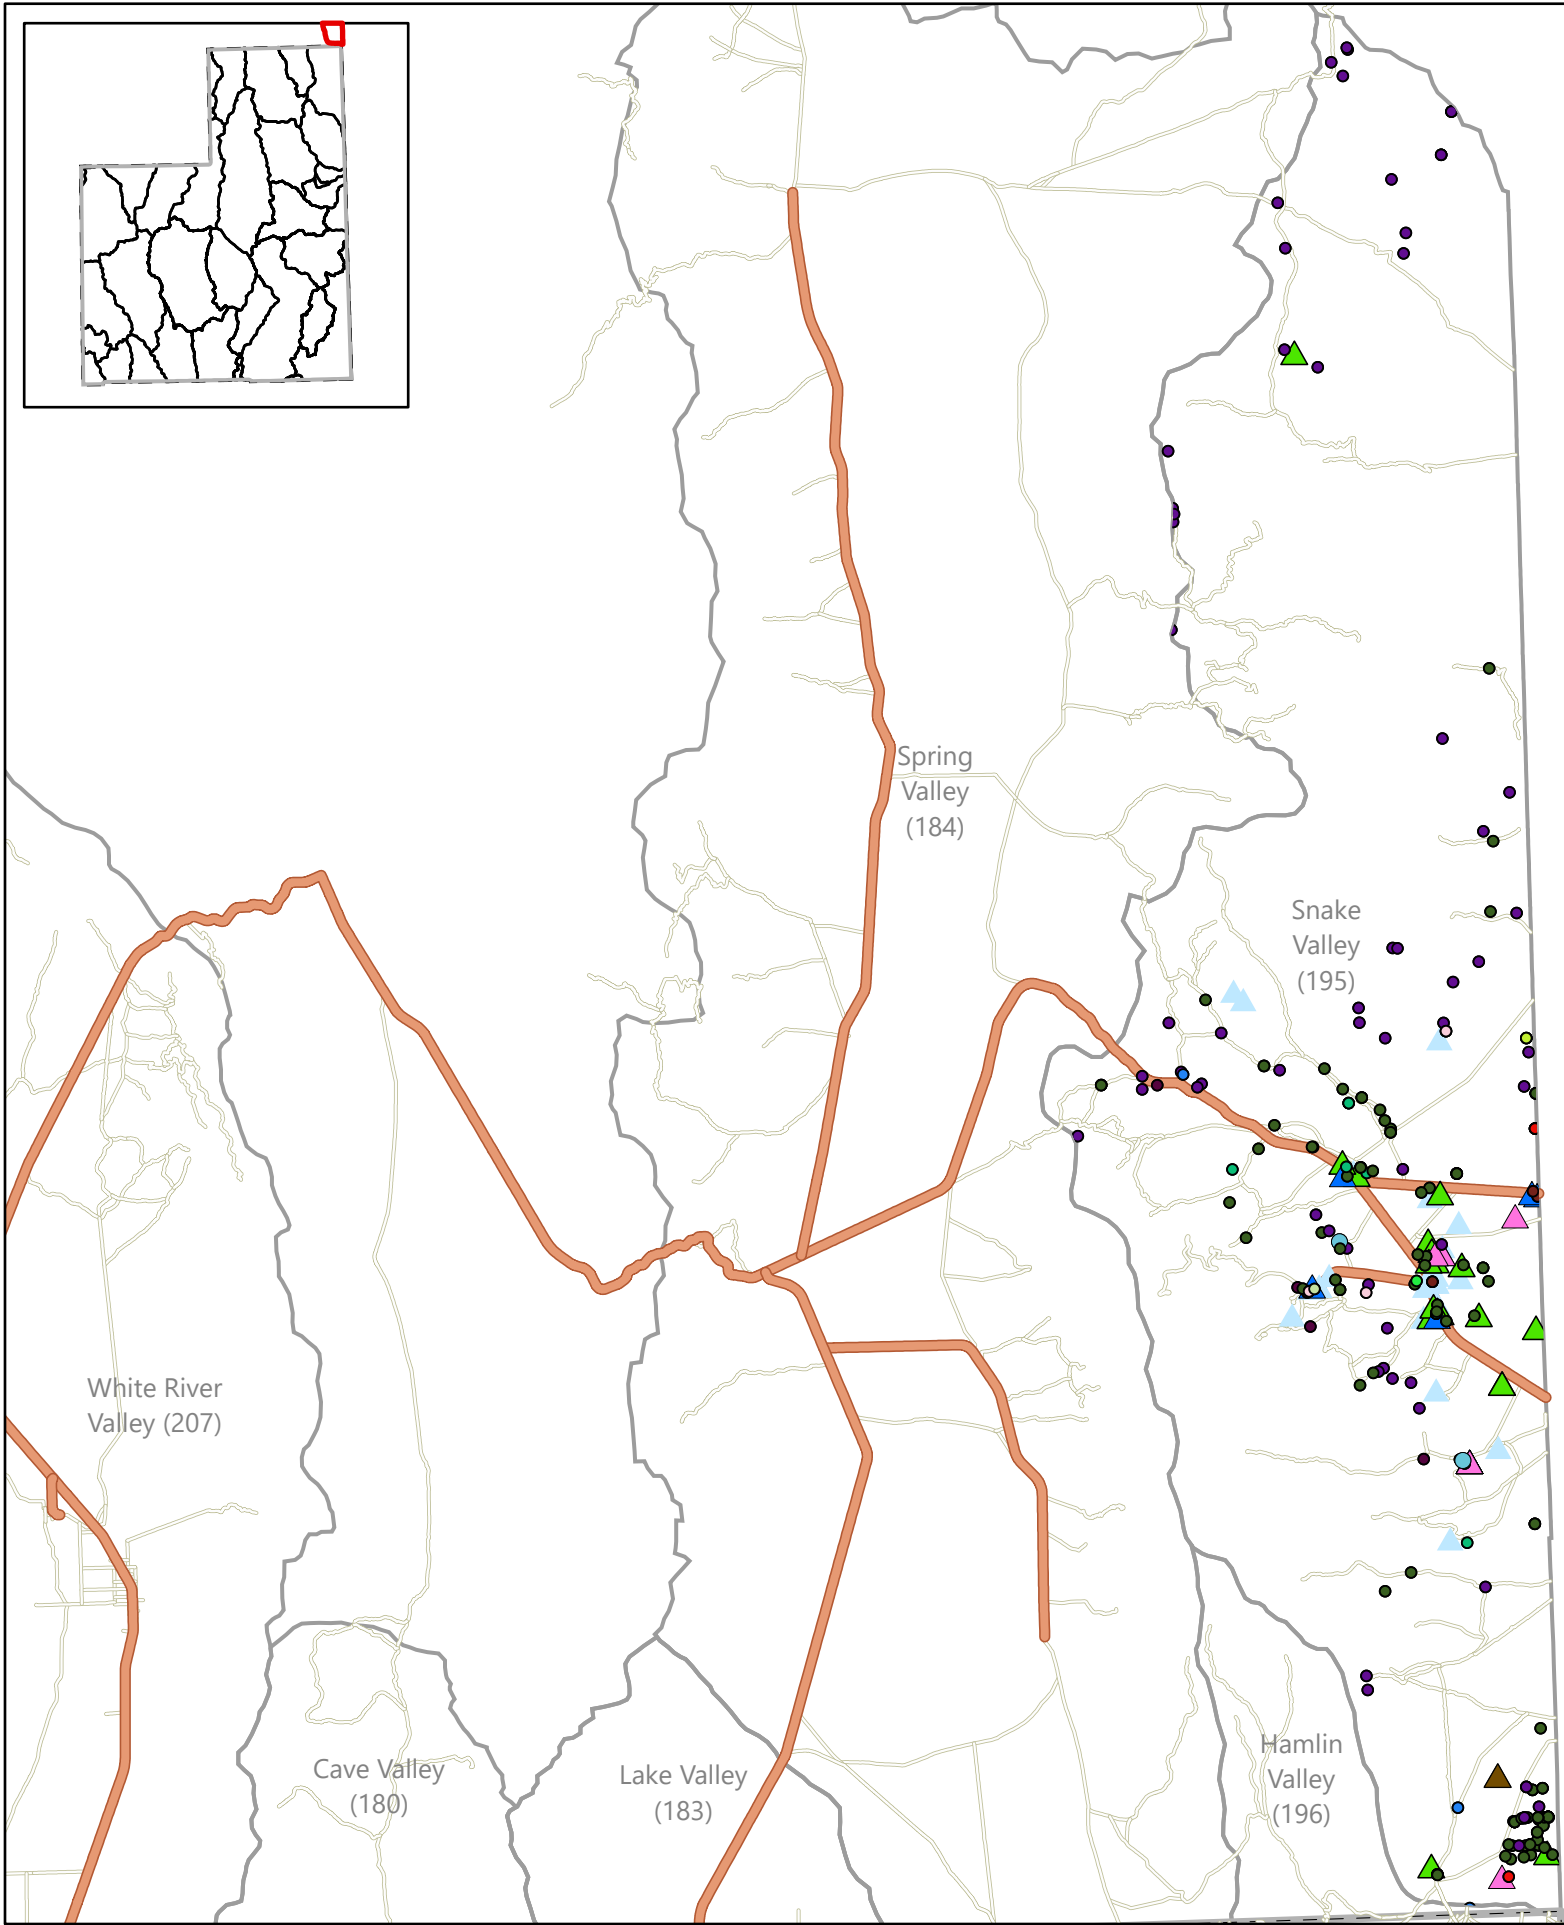 Spring
Valley
(184)
Snake
Valley
(195)
White River
Valley (207)
Cave Valley
(180)
Lake Valley
(183)
Hamlin
Valley
(196)